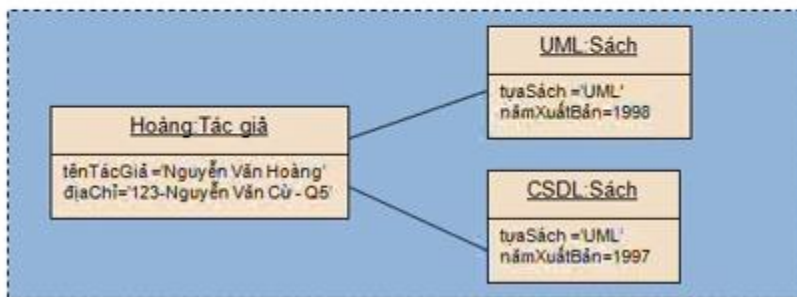 Hoàng:Tác giả
tênTácGiả='Nguyễn Văn Hoàng'
địaChỉ='123-Nguyễn Văn Cừ - Q5'
UML:Sách
tựaSách ='UML'
nămXuấtBản=1998
CSDL:Sách
tựaSách ='UML'
nămXuấtBản=1997